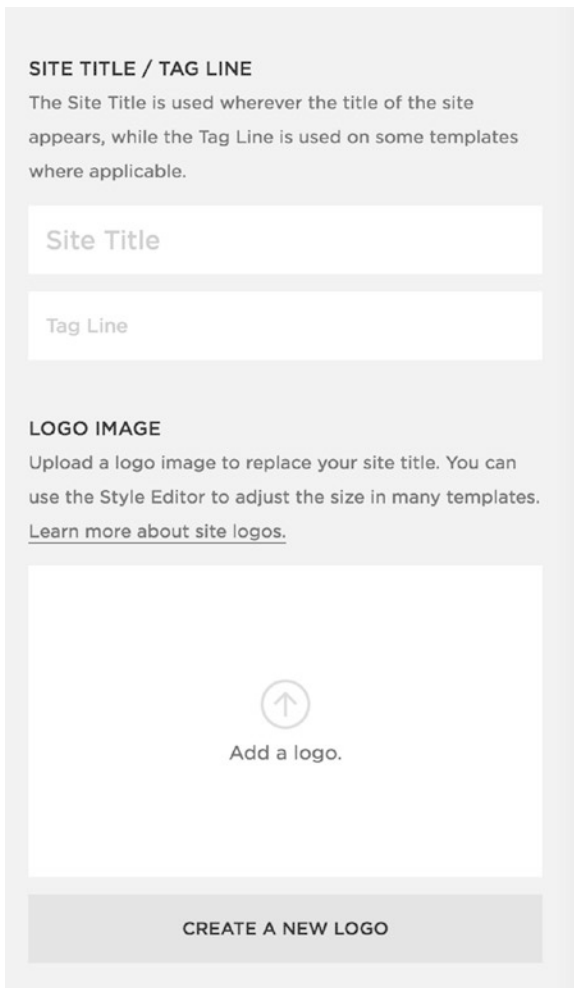 SITE TITLE / TAG LINE
The Site Title is used wherever the title of the site
appears, while the Tag Line is used on some templates
where applicable.
Site Title
Tag Line
LOGO IMAGE
Upload a logo image to replace your site title. You can
use the Style Editor to adjust the size in many templates.
Learn more about site logos.
Add a logo.
CREATE A NEW LOGO